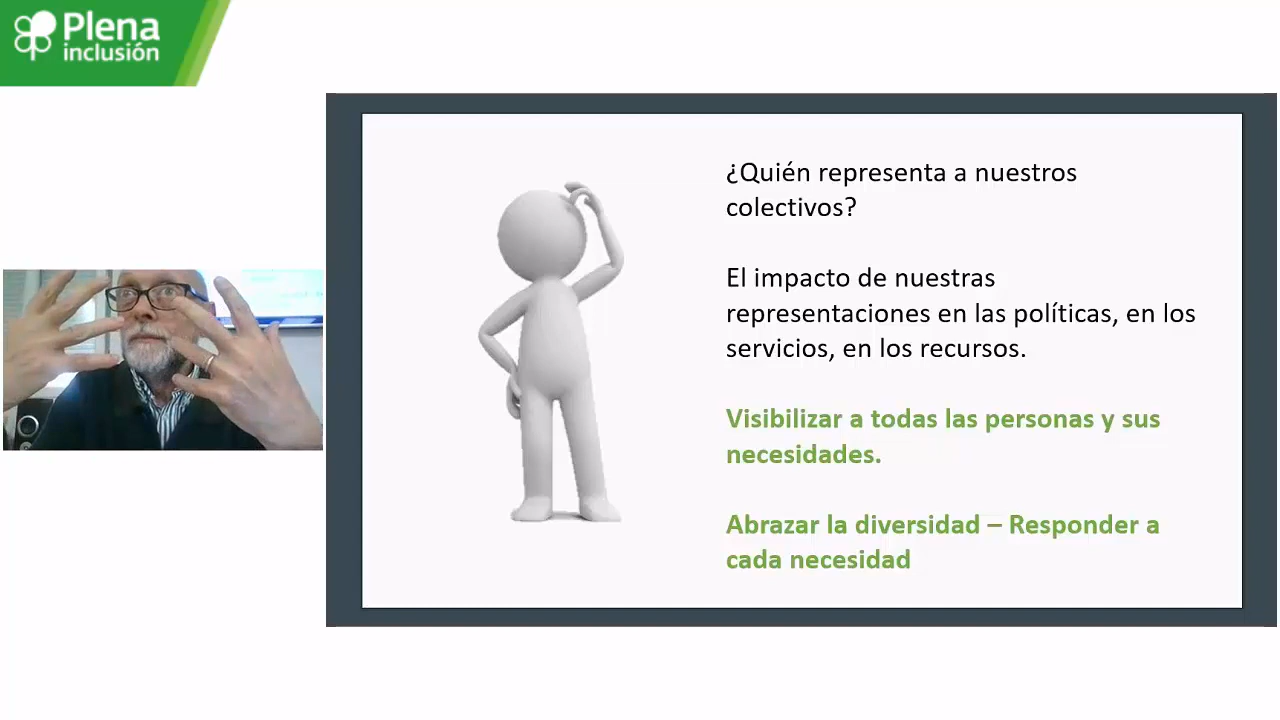 Plena
inclusión
¿Quién representa a nuestros
colectivos?
El impacto de nuestras
representaciones en las políticas, en los
servicios, en los recursos.
Visibilizar a todas las personas y sus
necesidades.
Abrazar la diversidad – Responder a
cada necesidad